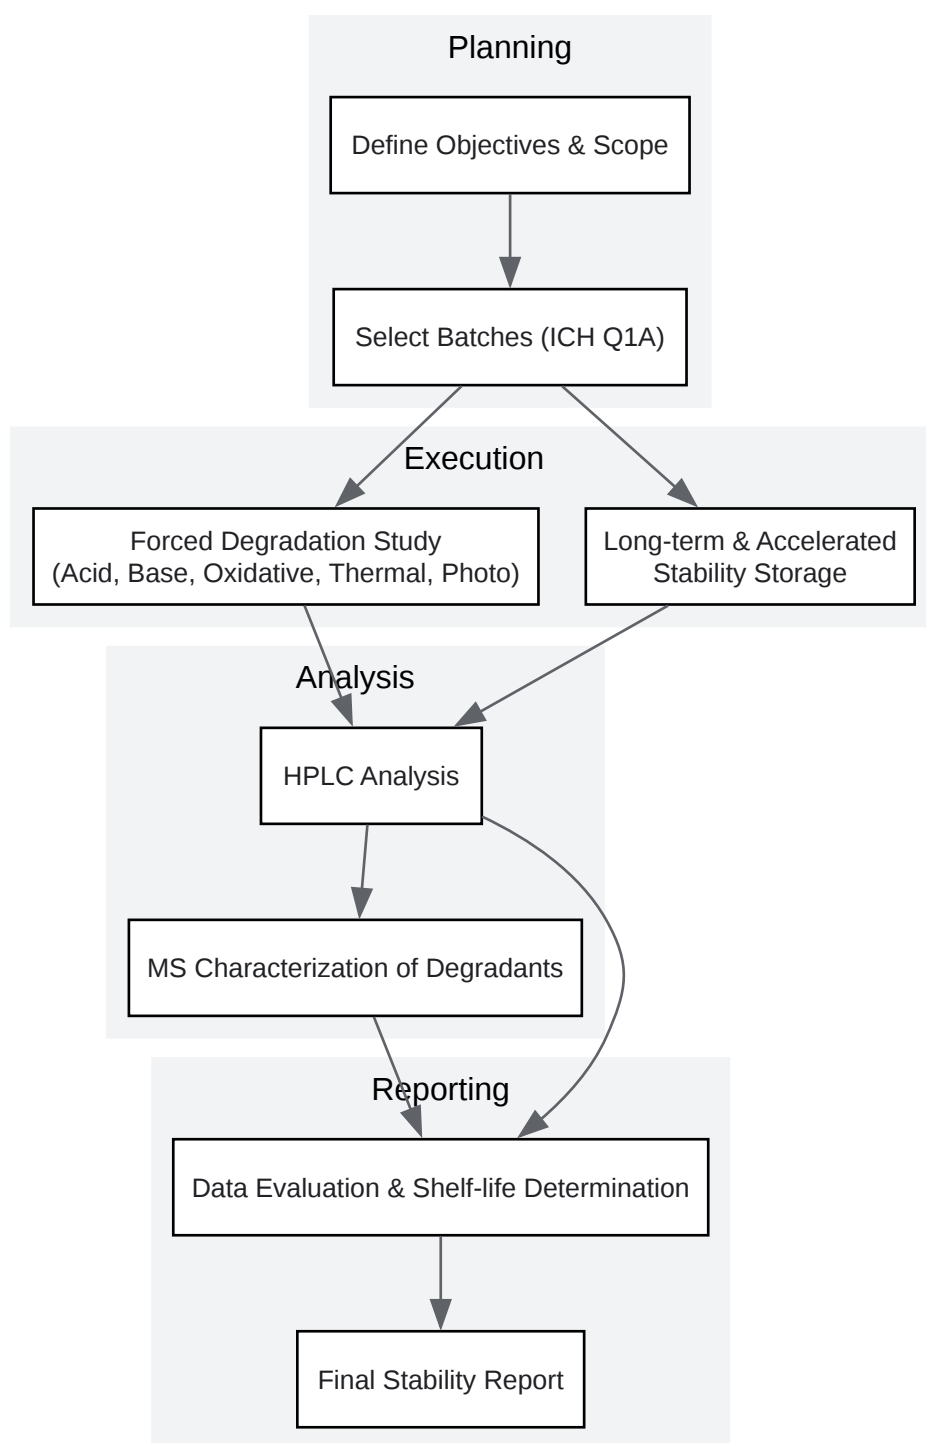 Planning
Define Objectives & Scope
Select Batches (ICH Q1A)
Execution
Forced Degradation Study
(Acid, Base, Oxidative, Thermal, Photo)
Long-term & Accelerated
Stability Storage
Analysis
HPLC Analysis
MS Characterization of Degradants
Reporting
Data Evaluation & Shelf-life Determination
Final Stability Report